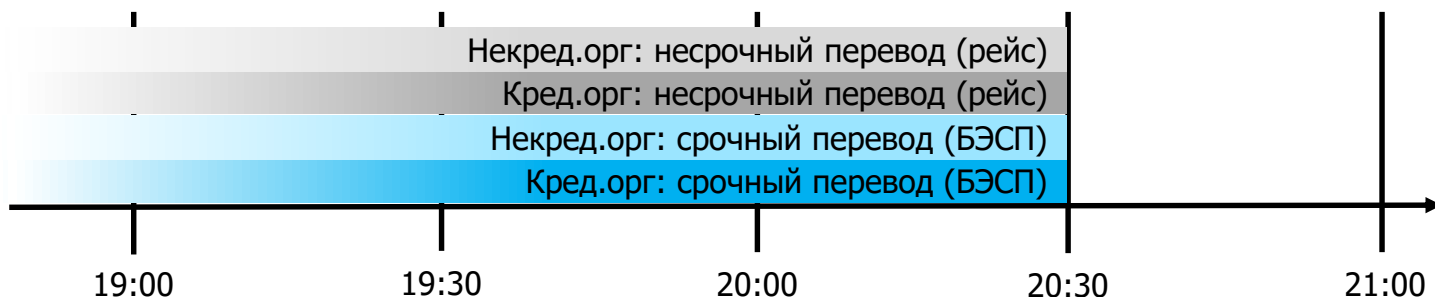 Некред.орг: несрочный перевод (рейс)
Кред.орг: несрочный перевод (рейс)
Некред.орг: срочный перевод (БЭСП)
Кред.орг: срочный перевод (БЭСП)
19:00 19:30 20:00 20:30 21:00